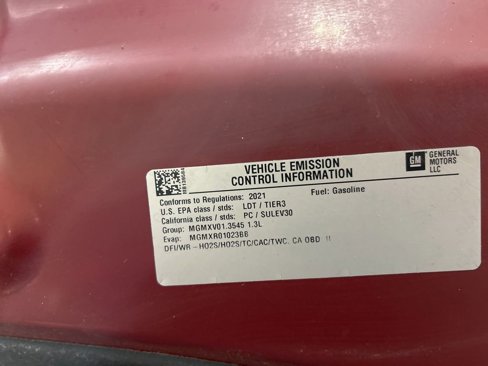 VEHICLE EMISSION
CONTROL INFORMATION
GM
GENERAL
MOTORS
LLC
Conforms to Regulations: 2021
Fuel: Gasoline
U.S. EPA class / stds: LDT / TIER3
California class / stds: PC / SULEV30
Group: MGMXV01.3545 1.3L
Evap: MGMXR0102388
DFI/WR-HO2S/HO2S/TC/CAC/TWC. CA OBD II